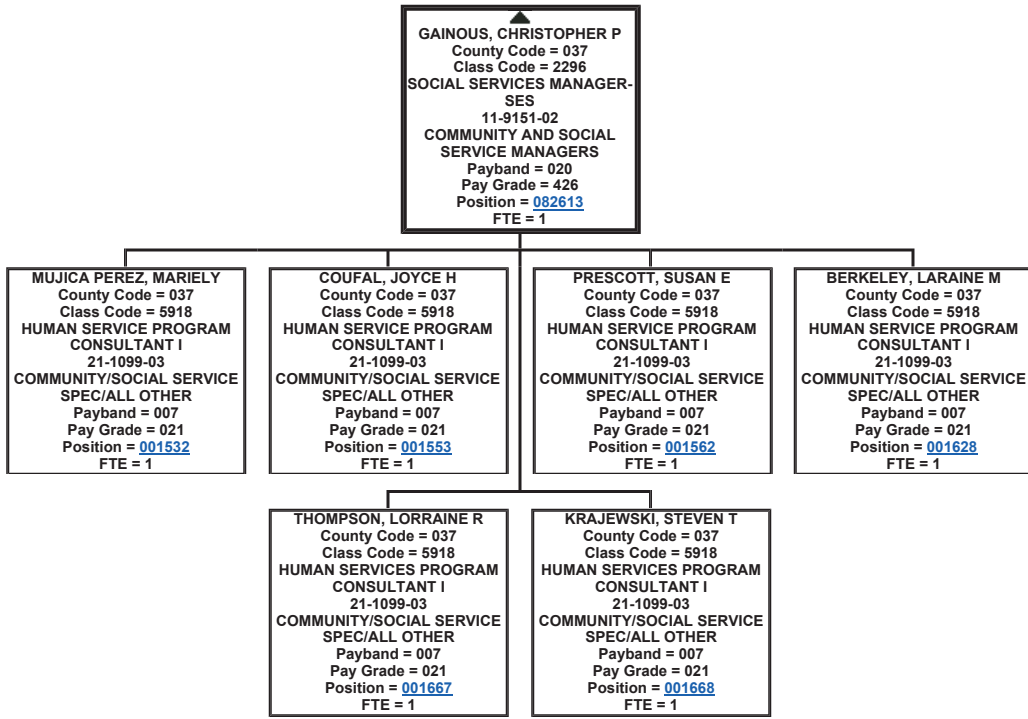 GAINOUS, CHRISTOPHER P
County Code = 037
Class Code = 2296
SOCIAL SERVICES MANAGER-
SES
11-9151-02
COMMUNITY AND SOCIAL
SERVICE MANAGERS
Payband = 020
Pay Grade = 426
Position = 082613
FTE = 1
MUJICA PEREZ, MARIELY
County Code = 037
Class Code = 5918
HUMAN SERVICE PROGRAM
CONSULTANT I
21-1099-03
COMMUNITY/SOCIAL SERVICE
SPEC/ALL OTHER
Payband = 007
Pay Grade = 021
Position = 001532
FTE = 1
COUFAL, JOYCE H
County Code = 037
Class Code = 5918
HUMAN SERVICE PROGRAM
CONSULTANT I
21-1099-03
COMMUNITY/SOCIAL SERVICE
SPEC/ALL OTHER
Payband = 007
Pay Grade = 021
Position = 001553
FTE = 1
PRESCOTT, SUSAN E
County Code = 037
Class Code = 5918
HUMAN SERVICE PROGRAM
CONSULTANT I
21-1099-03
COMMUNITY/SOCIAL SERVICE
SPEC/ALL OTHER
Payband = 007
Pay Grade = 021
Position = 001562
FTE = 1
BERKELEY, LARAINE M
County Code = 037
Class Code = 5918
HUMAN SERVICE PROGRAM
CONSULTANT I
21-1099-03
COMMUNITY/SOCIAL SERVICE
SPEC/ALL OTHER
Payband = 007
Pay Grade = 021
Position = 001628
FTE = 1
THOMPSON, LORRAINE R
County Code = 037
Class Code = 5918
HUMAN SERVICES PROGRAM
CONSULTANT I
21-1099-03
COMMUNITY/SOCIAL SERVICE
SPEC/ALL OTHER
Payband = 007
Pay Grade = 021
Position = 001667
FTE = 1
KRAJEWSKI, STEVEN T
County Code = 037
Class Code = 5918
HUMAN SERVICES PROGRAM
CONSULTANT I
21-1099-03
COMMUNITY/SOCIAL SERVICE
SPEC/ALL OTHER
Payband = 007
Pay Grade = 021
Position = 001668
FTE = 1